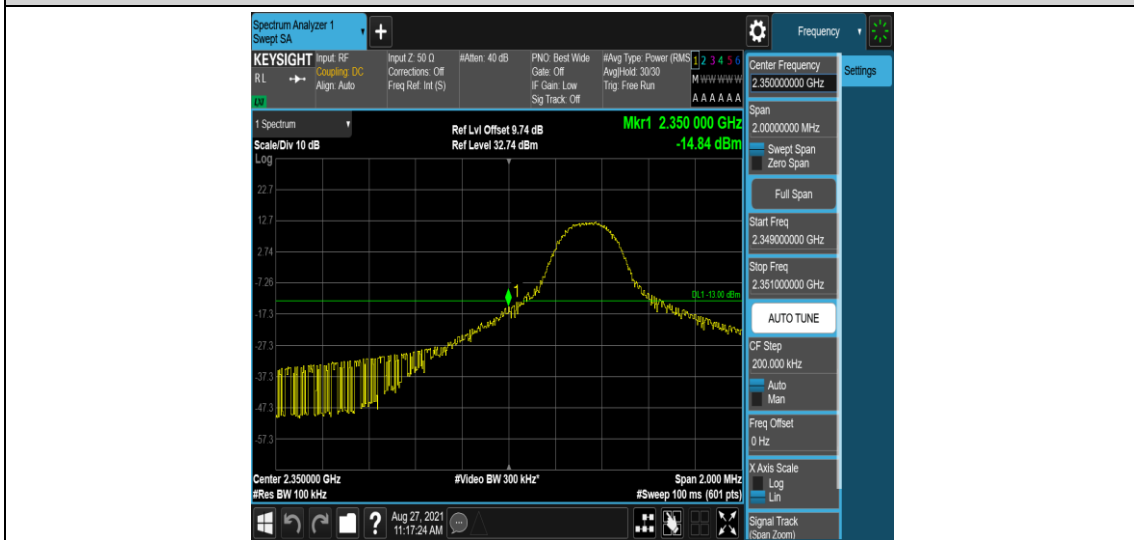 Spectrum Analyzer 1
Swept SA
+
Frequency
KEYSIGHT
RL
Input: RF
Coupling: DC
Align: Auto
Input Z: 50 Ω
Corrections: Off
Freq Ref: Int (S)
#Atten: 40 dB
PNO: Best Wide
Gate: Off
IF Gain: Low
Sig Track: Off
#Avg Type: Power (RMS
Avg|Hold: 30/30
Trig: Free Run
1 2 3 4 5 6
M W W W W W
A A A A A A
1 Spectrum
Scale/Div 10 dB
Log
Ref Lvl Offset 9.74 dB
Ref Level 32.74 dBm
Mkr1 2.350 000 GHz
-14.84 dBm
22.7
12.7
2.74
-7.26
-17.3
-27.3
-37.3
-47.3
-57.3
1
DL1 -13.00 dBm
Center 2.350000 GHz
#Res BW 100 kHz
#Video BW 300 kHz*
Span 2.000 MHz
#Sweep 100 ms (601 pts)
?
Aug 27, 2021
11:17:24 AM
Center Frequency
2.350000000 GHz
Settings
Span
2.00000000 MHz
Swept Span
Zero Span
Full Span
Start Freq
2.349000000 GHz
Stop Freq
2.351000000 GHz
AUTO TUNE
CF Step
200.000 kHz
Auto
Man
Freq Offset
0 Hz
X Axis Scale
Log
Lin
Signal Track
(Span Zoom)